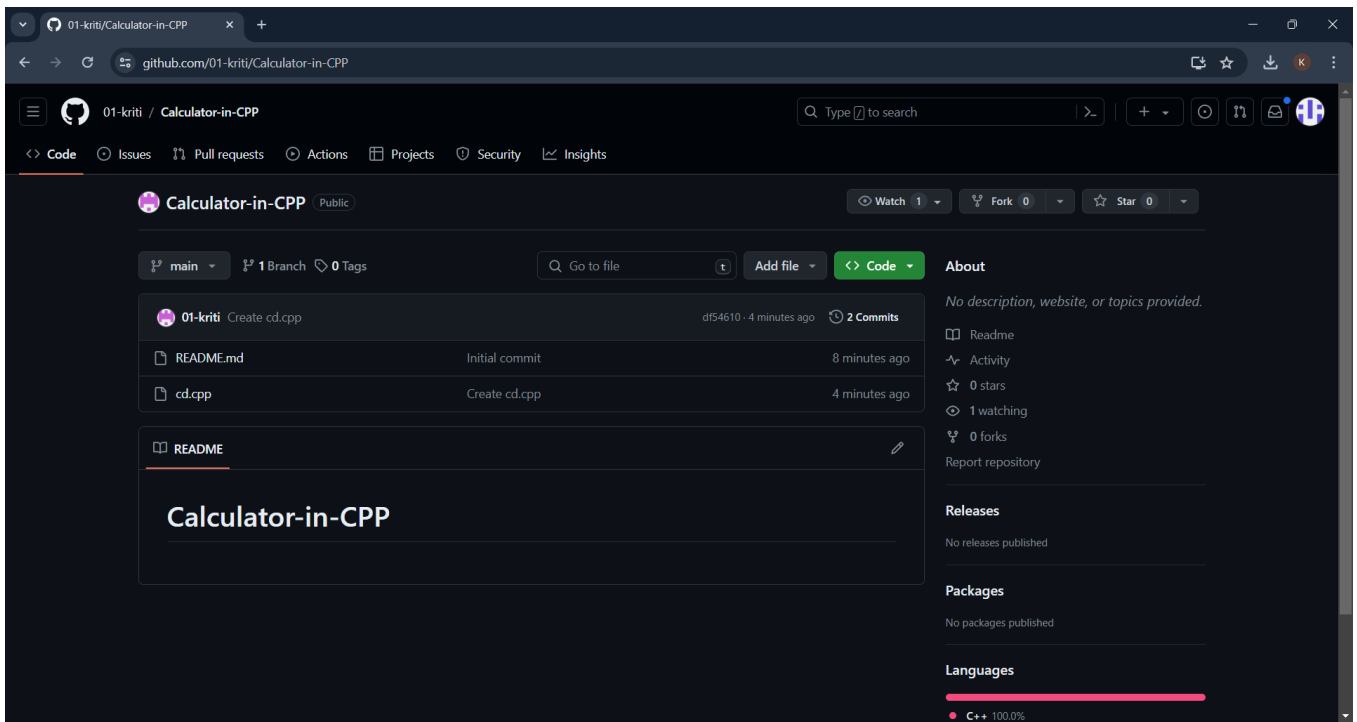 01-kriti/Calculator-in-CPP
github.com/01-kriti/Calculator-in-CPP
K
01-kriti / Calculator-in-CPP
Type / to search
Code Issues Pull requests Actions Projects Security Insights
Calculator-in-CPP Public
Watch 1 Fork 0 Star 0
main 1 Branch 0 Tags
Go to file t Add file Code
About
No description, website, or topics provided.
01-kriti Create cd.cpp df54610 · 4 minutes ago 2 Commits
README.md Initial commit 8 minutes ago
cd.cpp Create cd.cpp 4 minutes ago
Readme
Activity
0 stars
1 watching
0 forks
Report repository
README
Calculator-in-CPP
Releases
No releases published
Packages
No packages published
Languages
C++ 100.0%